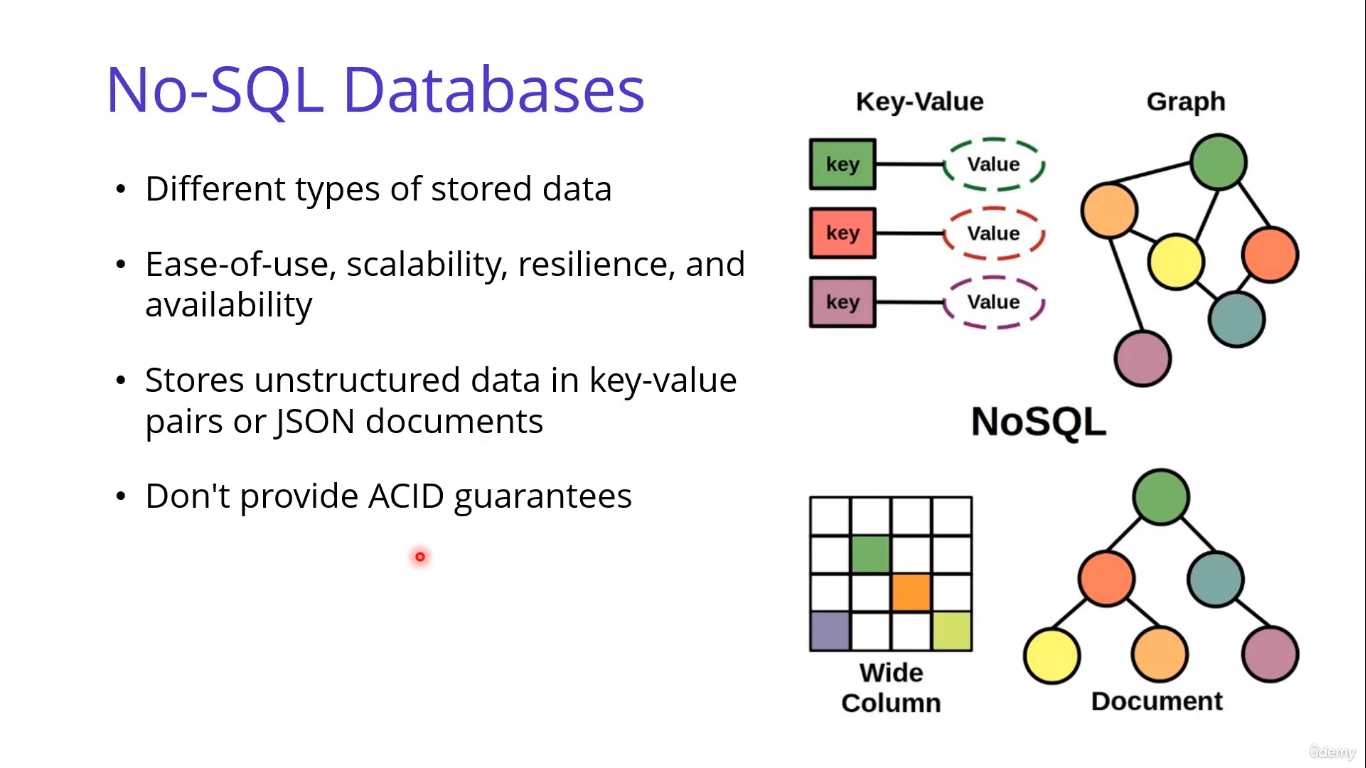 No-SQL Databases
• Different types of stored data
• Ease-of-use, scalability, resilience, and
availability
• Stores unstructured data in key-value
pairs or JSON documents
• Don't provide ACID guarantees
Key-Value
key Value
key Value
key Value
Graph
NoSQL
Wide
Column
Document
ûdemy